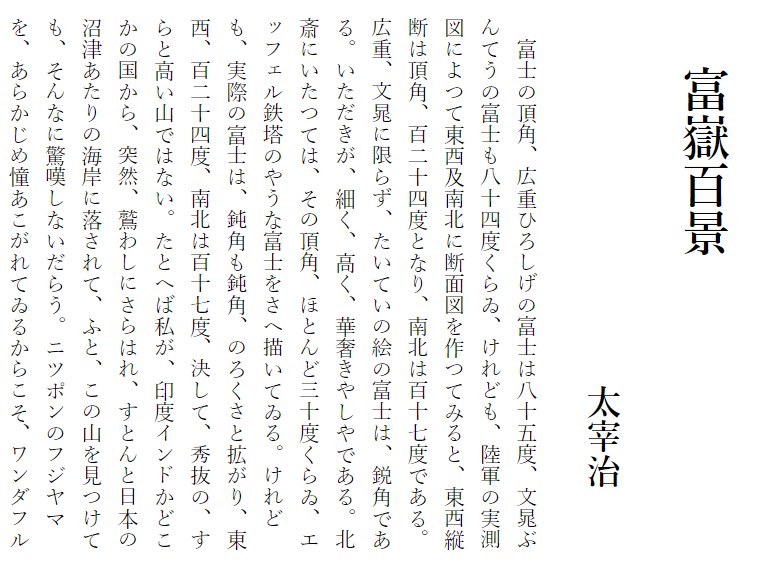 富嶽百景
太宰治
富士の頂角、広重ひろしげの富士は八十五度、文晁ぶ
んてうの富士も八十四度くらゐ、けれども、陸軍の実測
図によつて東西及南北に断面図を作つてみると、東西縦
断は頂角、百二十四度となり、南北は百十七度である。
広重、文晁に限らず、たいていの絵の富士は、鋭角であ
る。いただきが、細く、高く、華奢きやしやである。北
斎にいたつては、その頂角、ほとんど三十度くらゐ、エ
ッフェル鉄塔のやうな富士をさへ描いてゐる。けれど
も、実際の富士は、鈍角も鈍角、のろくさと拡がり、東
西、百二十四度、南北は百十七度、決して、秀抜の、す
らと高い山ではない。たとへば私が、印度インドかどこ
かの国から、突然、鷲わしにさらはれ、すとんと日本の
沼津あたりの海岸に落されて、ふと、この山を見つけて
も、そんなに驚嘆しないだらう。ニツポンのフジヤマ
を、あらかじめ憧あこがれてゐるからこそ、ワンダフル